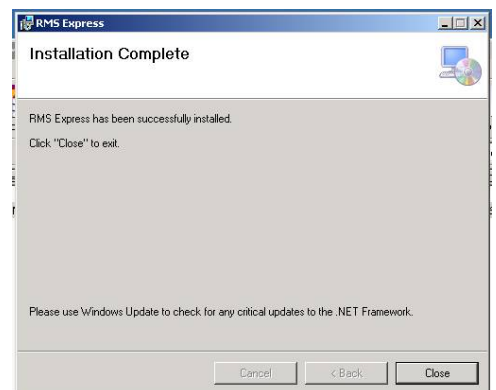 RMS Express
Installation Complete
RMS Express has been successfully installed.
Click "Close" to exit.
Please use Windows Update to check for any critical updates to the .NET Framework.
Cancel
< Back
Close